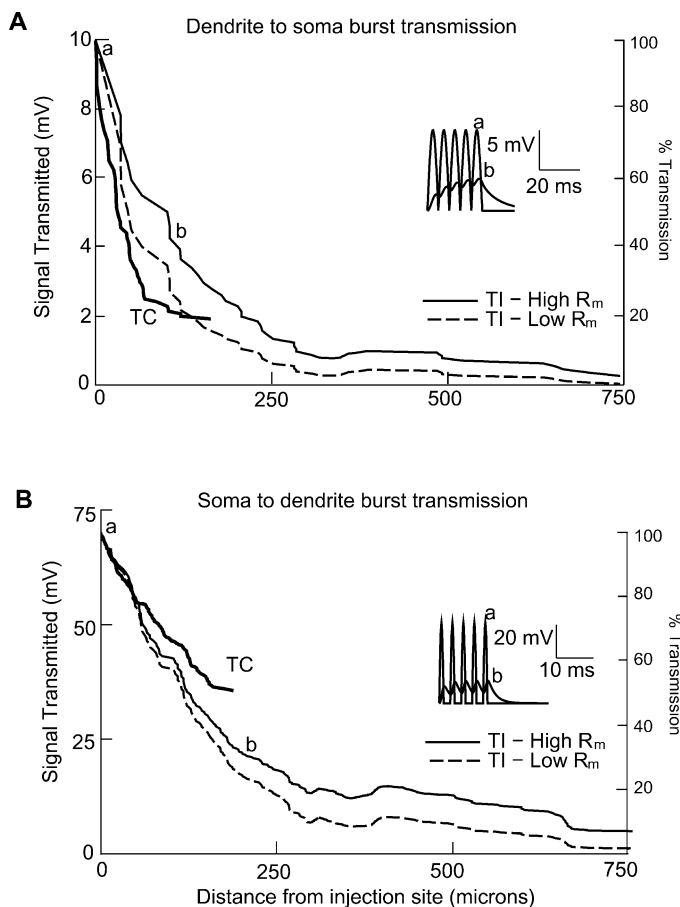 A
Dendrite to soma burst transmission
10
8
6
4
2
0
Signal Transmitted (mV)
100
80
60
40
20
% Transmission
a
b
TC
a
b
5 mV
20 ms
TI – High Rm
TI – Low Rm
0
250
500
750
B
Soma to dendrite burst transmission
75
50
25
0
Signal Transmitted (mV)
100
80
60
40
20
% Transmission
a
b
TC
a
b
20 mV
10 ms
TI – High Rm
TI – Low Rm
0
250
500
750
Distance from injection site (microns)